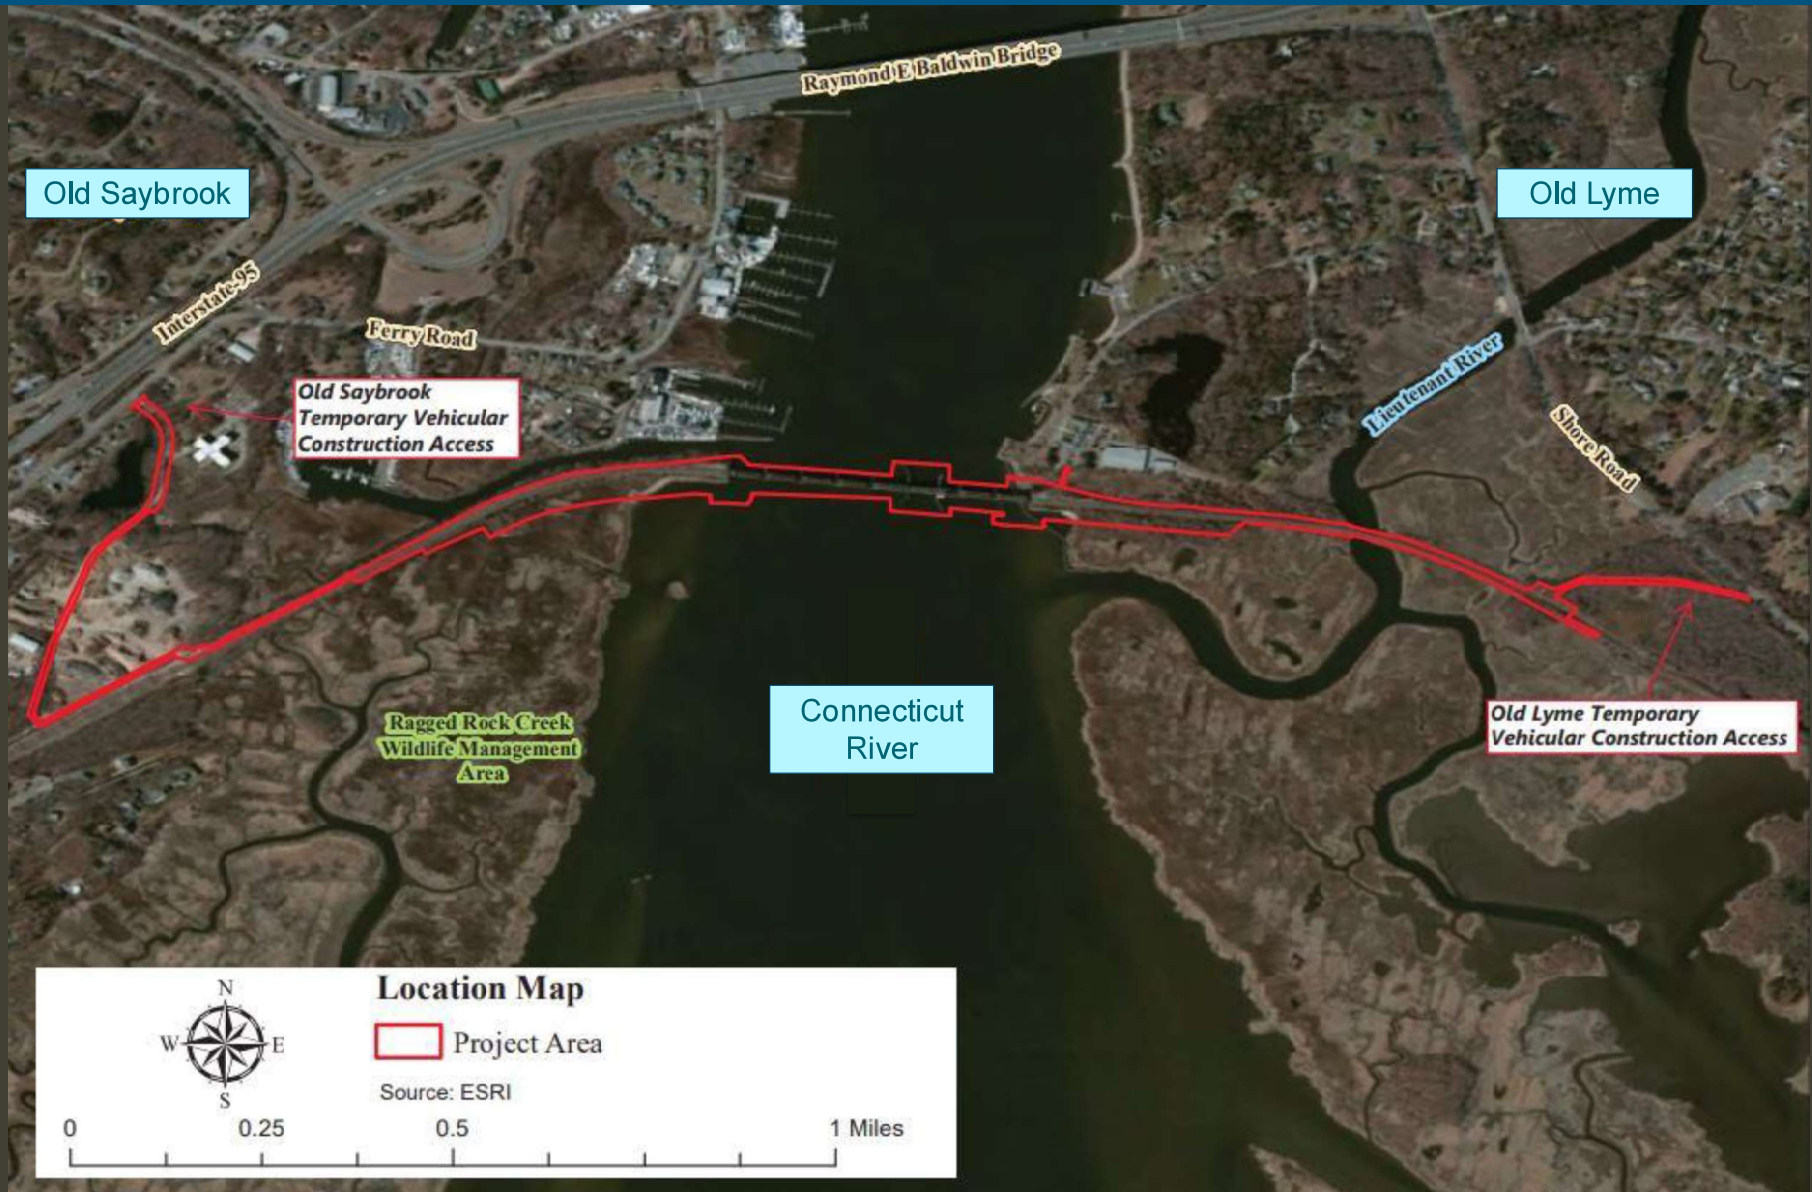 Raymond E Baldwin Bridge
Old Saybrook
Old Lyme
Interstate-95
Ferry Road
Lieutenant River
Old Saybrook
Temporary Vehicular
Construction Access
Shore Road
Connecticut
River
Ragged Rock Creek
Wildlife Management
Area
Old Lyme Temporary
Vehicular Construction Access
Location Map
N
W
E
S
Project Area
Source: ESRI
0
0.25
0.5
1 Miles